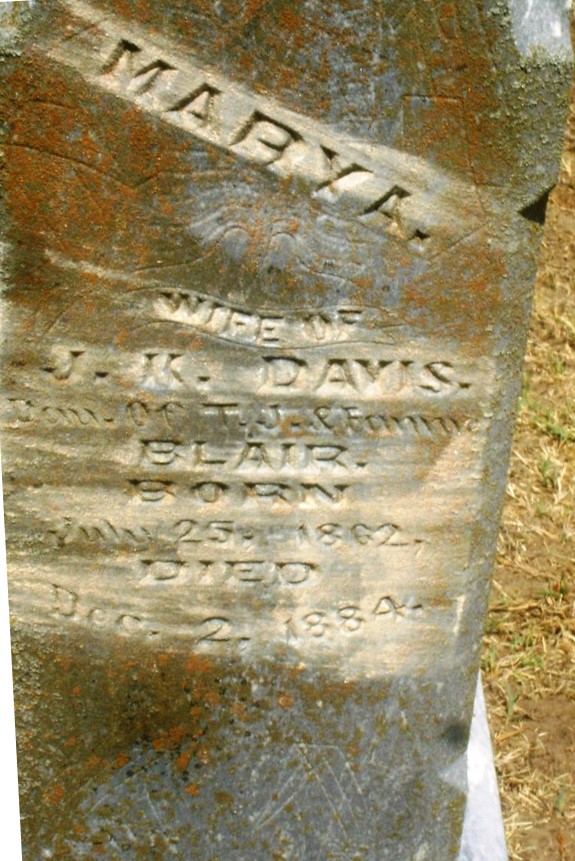 MARY A.
WIFE OF
J. K. DAVIS.
Dau. Of T. J. & Fannie
BLAIR.
BORN
July 25, 1862,
DIED
Dec. 2, 1884.